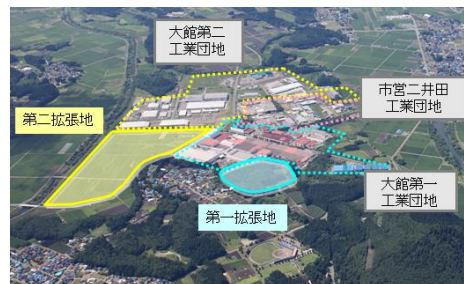 大館第二
工業団地
市営二井田
工業団地
第二拡張地
大館第一
工業団地
第一拡張地